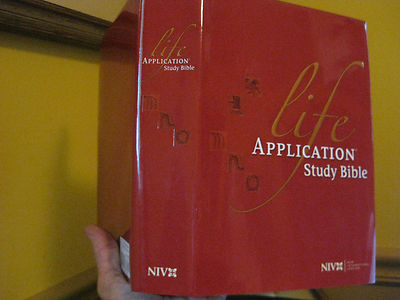 life
APPLICATION
Study Bible
NIV
life
APPLICATION®
Study Bible
NIV